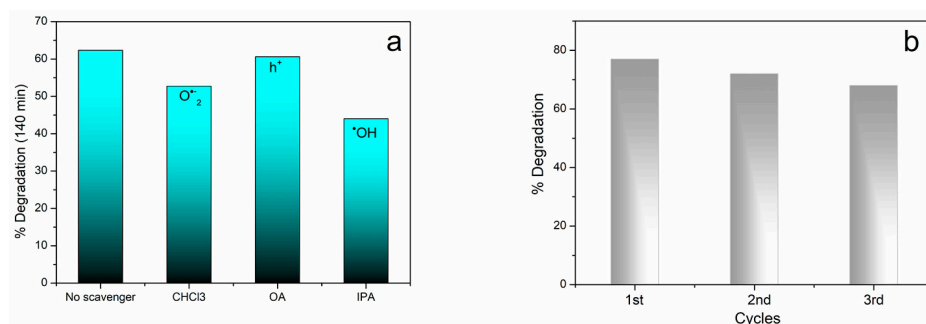 a
% Degradation (140 min)
70
60
50
40
30
20
10
0
O•−2
h+
•OH
No scavenger
CHCl3
OA
IPA
b
% Degradation
80
60
40
20
0
1st
2nd
3rd
Cycles